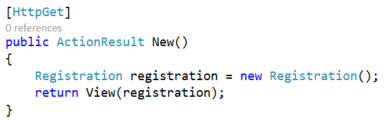 [HttpGet]
0 references
public ActionResult New()
{
    Registration registration = new Registration();
    return View(registration);
}